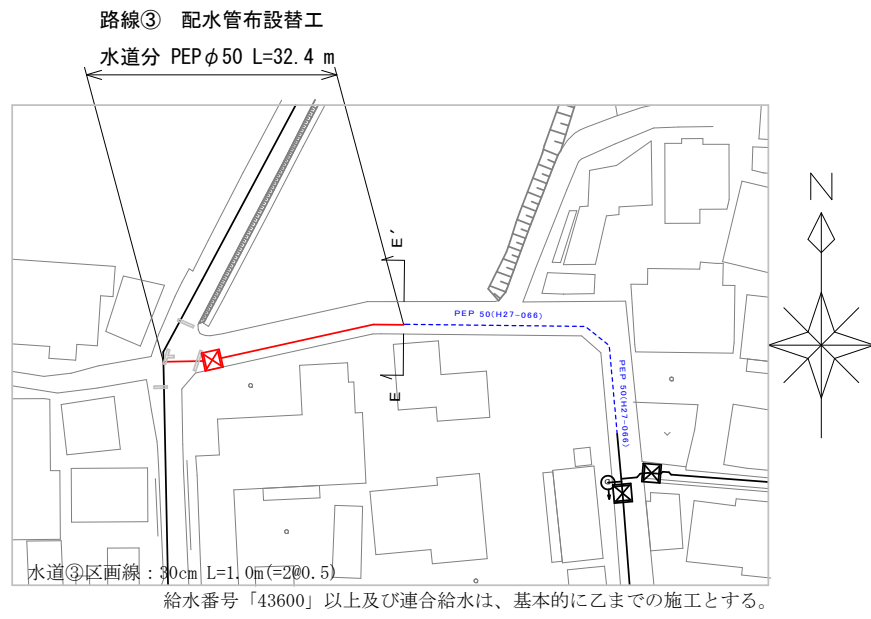 路線③　配水管布設替工
水道分 PEPφ50 L=32.4 m
N
E´
PEP 50(H27-066)
PEP 50(H27-066)
E
水道③区画線：30cm L=1.0m(=2@0.5)
給水番号「43600」以上及び連合給水は、基本的に乙までの施工とする。